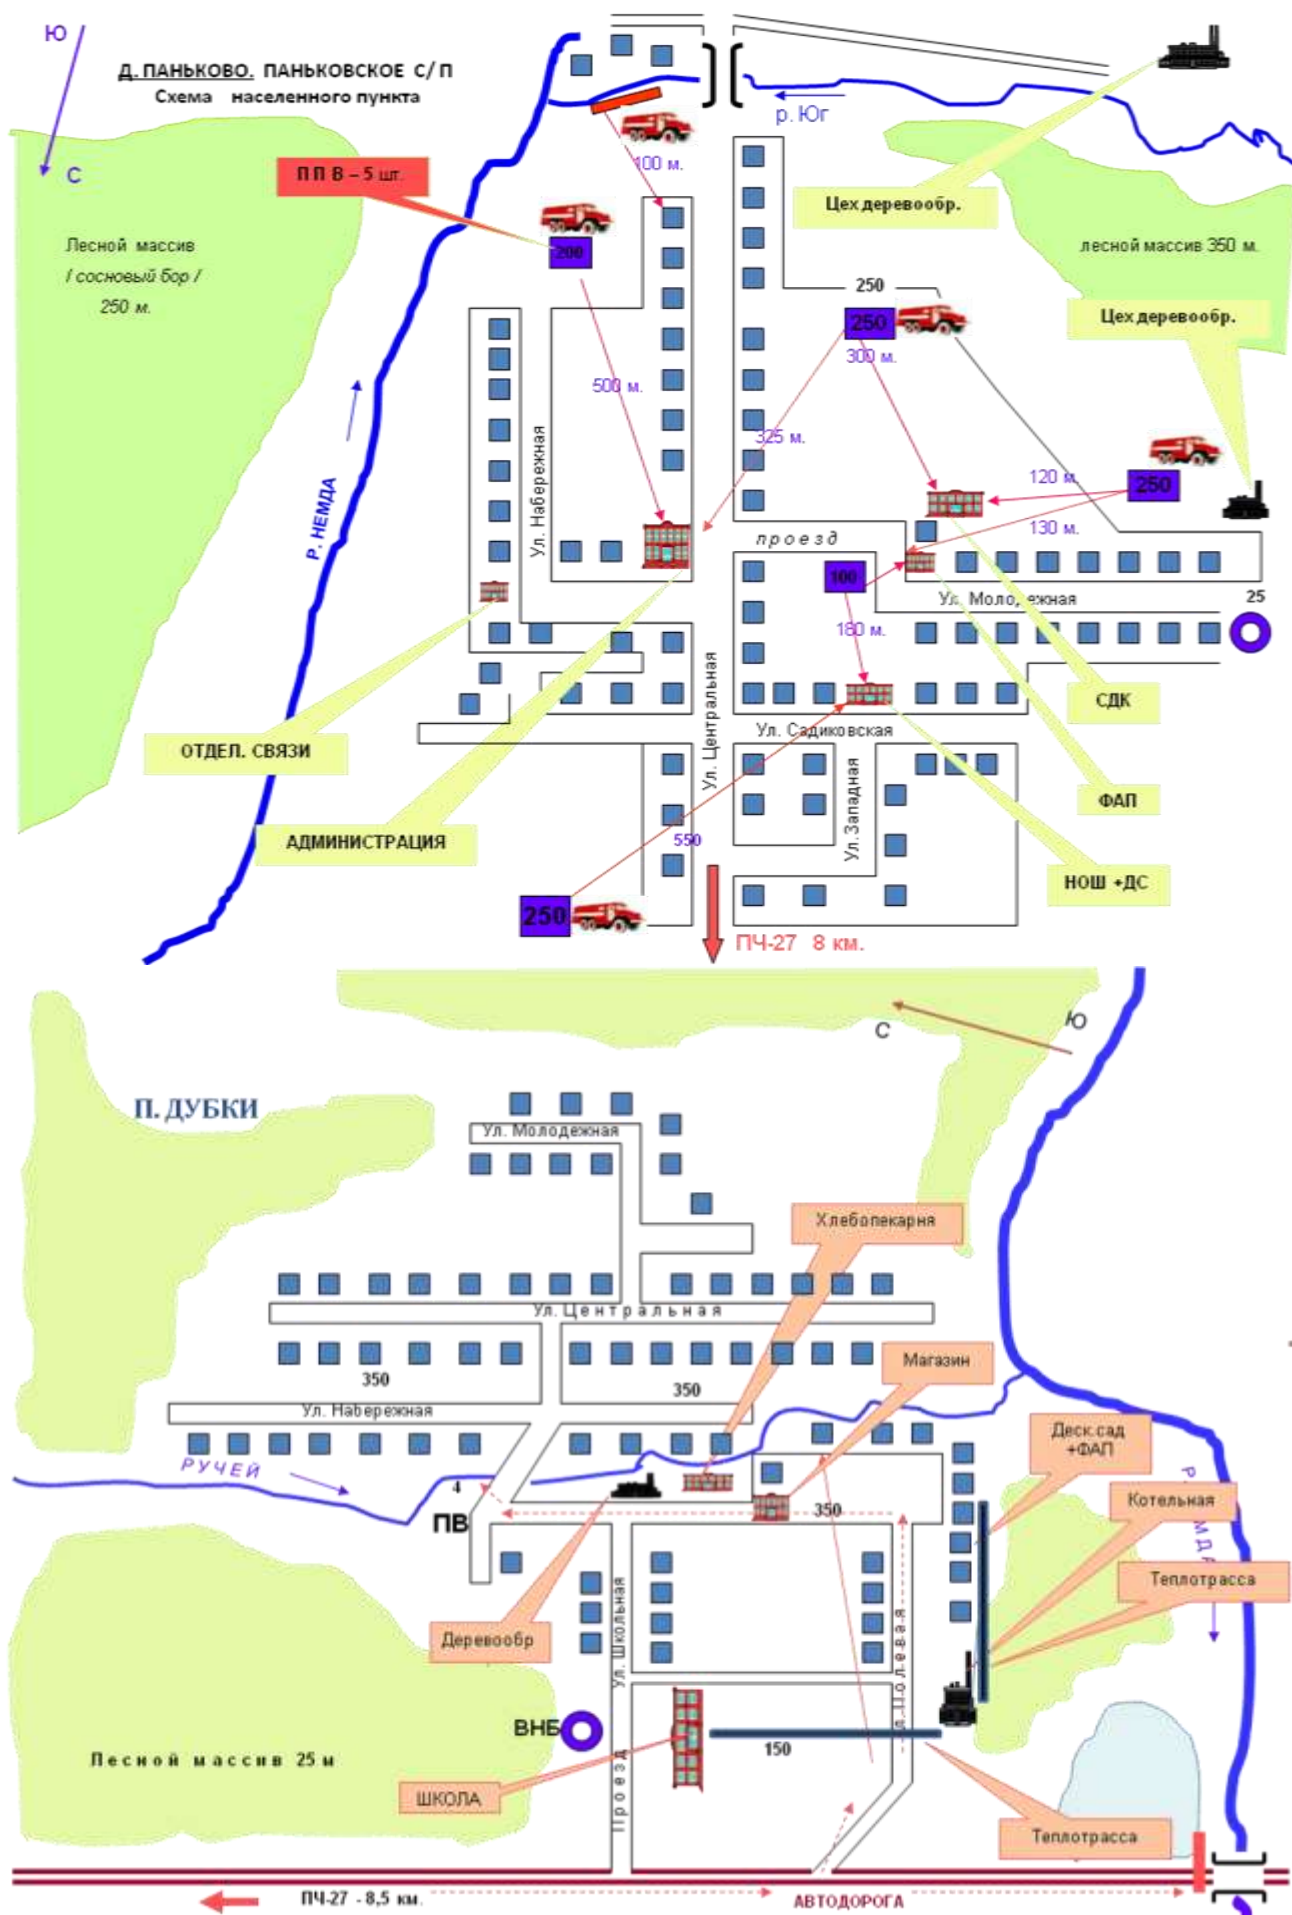 Ю
Д. ПАНЬКОВО. ПАНЬКОВСКОЕ С/П
Схема населенного пункта
р. Юг
100 м.
С
П П В – 5 шт.
Цех деревообр.
Лесной массив
/ сосновый бор /
250 м.
200
лесной массив 350 м.
250
250
Цех деревообр.
300 м.
500 м.
325 м.
Ул. Набережная
120 м
250
Р. НЕМДА
130 м.
проезд
100
25
Ул. Молодежная
180 м.
Ул. Центральная
СДК
Ул. Садиковская
ОТДЕЛ. СВЯЗИ
Ул. Западная
ФАП
АДМИНИСТРАЦИЯ
550
НОШ +ДС
250
ПЧ-27 8 км.
С
Ю
П. ДУБКИ
Ул. Молодежная
Хлебопекарня
Ул. Центральная
Магазин
350
350
Ул. Набережная
Деск.сад
+ФАП
РУЧЕЙ
4
Котельная
350
ПВ
Теплотрасса
Деревообр
Ул. Школьная
л.Полевая
ВНБ
150
Лесной массив 25 м
Проезд
ШКОЛА
Теплотрасса
ПЧ-27 - 8,5 км.
АВТОДОРОГА